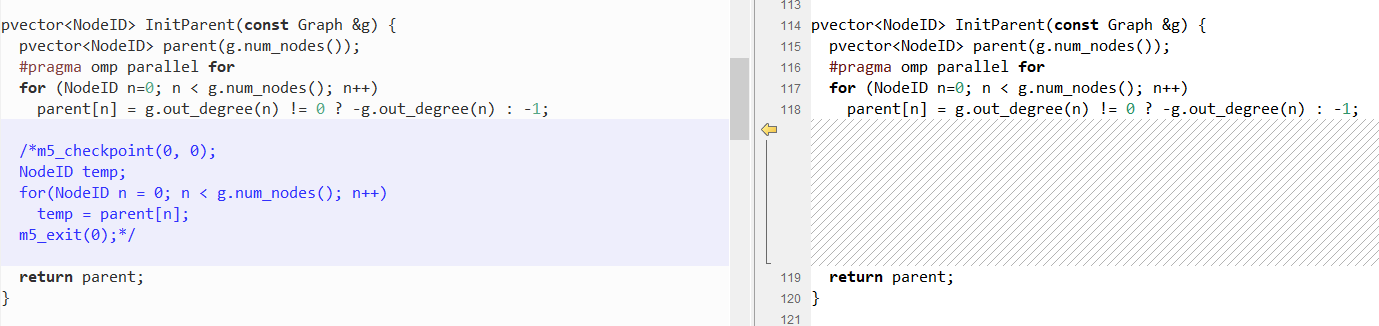 pvector<NodeID> InitParent(const Graph &g) {
  pvector<NodeID> parent(g.num_nodes());
  #pragma omp parallel for
  for (NodeID n=0; n < g.num_nodes(); n++)
    parent[n] = g.out_degree(n) != 0 ? -g.out_degree(n) : -1;
  /*m5_checkpoint(0, 0);
  NodeID temp;
  for(NodeID n = 0; n < g.num_nodes(); n++)
    temp = parent[n];
  m5_exit(0);*/
  return parent;
}
113
114 pvector<NodeID> InitParent(const Graph &g) {
115   pvector<NodeID> parent(g.num_nodes());
116   #pragma omp parallel for
117   for (NodeID n=0; n < g.num_nodes(); n++)
118     parent[n] = g.out_degree(n) != 0 ? -g.out_degree(n) : -1;
119   return parent;
120 }
121